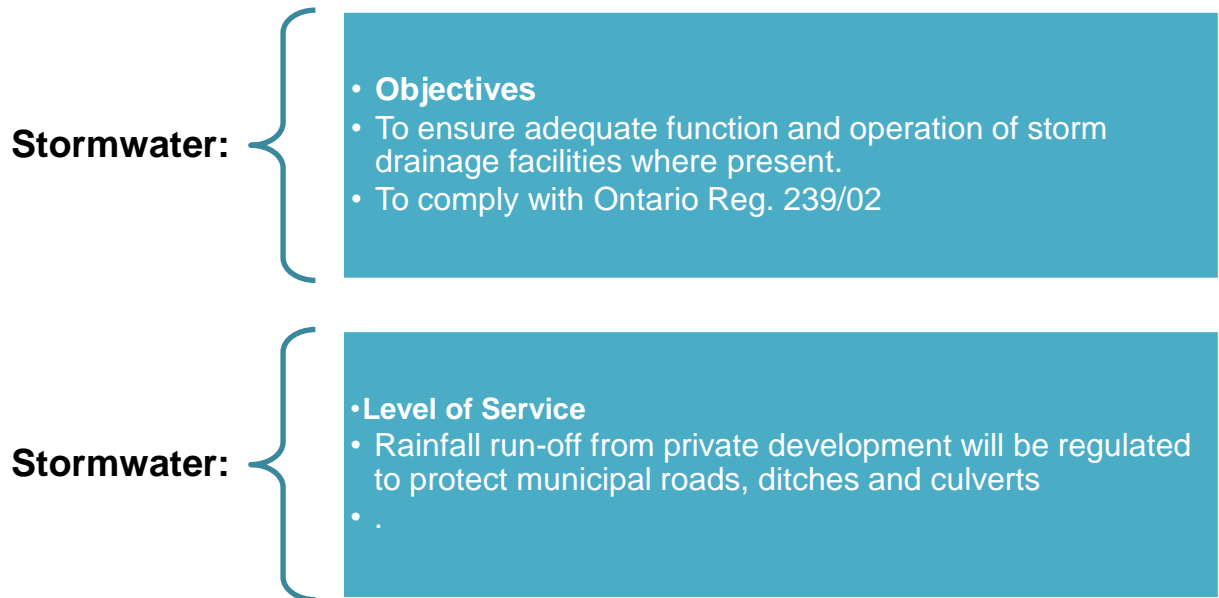 Stormwater:
• Objectives
• To ensure adequate function and operation of storm
drainage facilities where present.
• To comply with Ontario Reg. 239/02
Stormwater:
•Level of Service
• Rainfall run-off from private development will be regulated
to protect municipal roads, ditches and culverts
• .